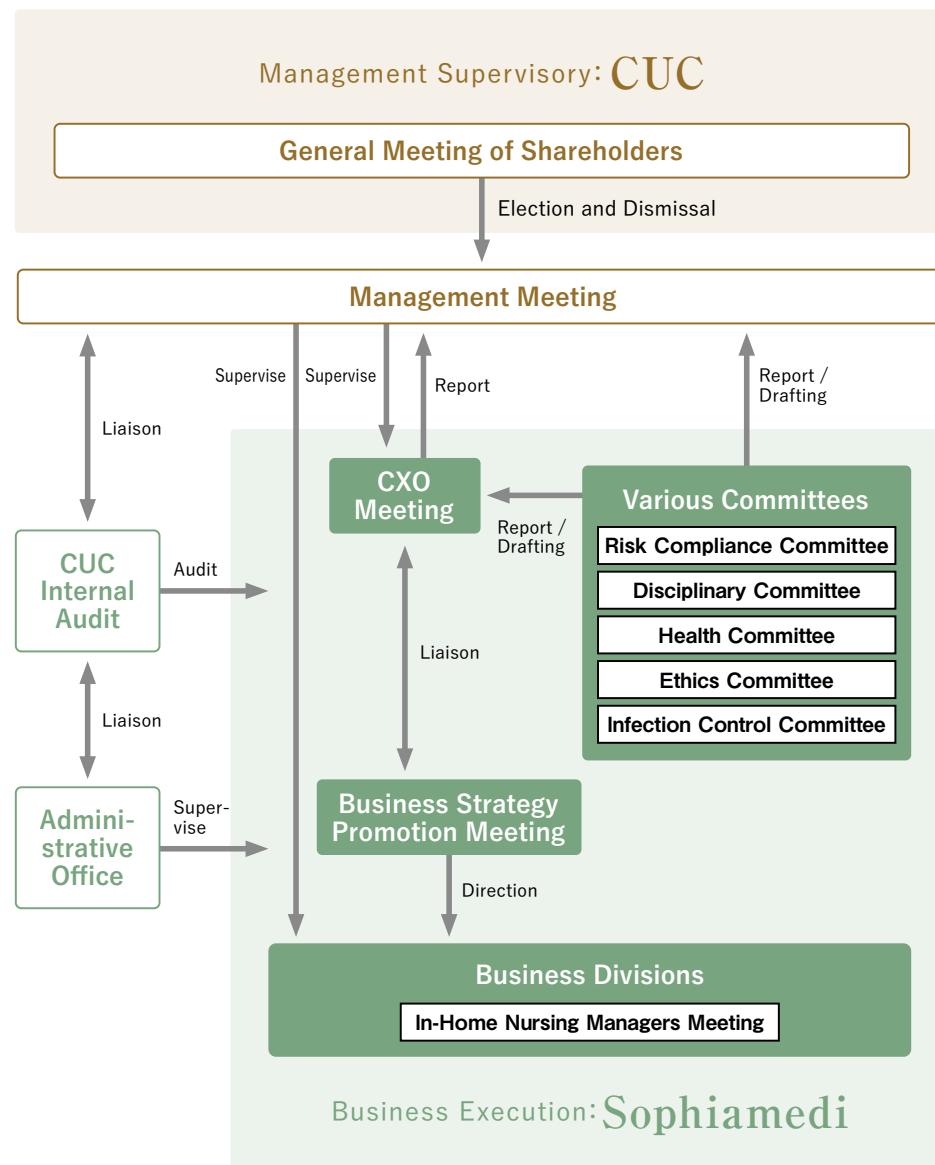 Management Supervisory: CUC
General Meeting of Shareholders
Election and Dismissal
Management Meeting
Supervise
Supervise
Report
Report /
Drafting
Liaison
CXO
Meeting
Report /
Drafting
Various Committees
Risk Compliance Committee
Disciplinary Committee
Health Committee
Ethics Committee
Infection Control Committee
CUC
Internal
Audit
Audit
Liaison
Liaison
Business Strategy
Promotion Meeting
Admini-
strative
Office
Super-
vise
Direction
Business Divisions
In-Home Nursing Managers Meeting
Business Execution: Sophiamedi